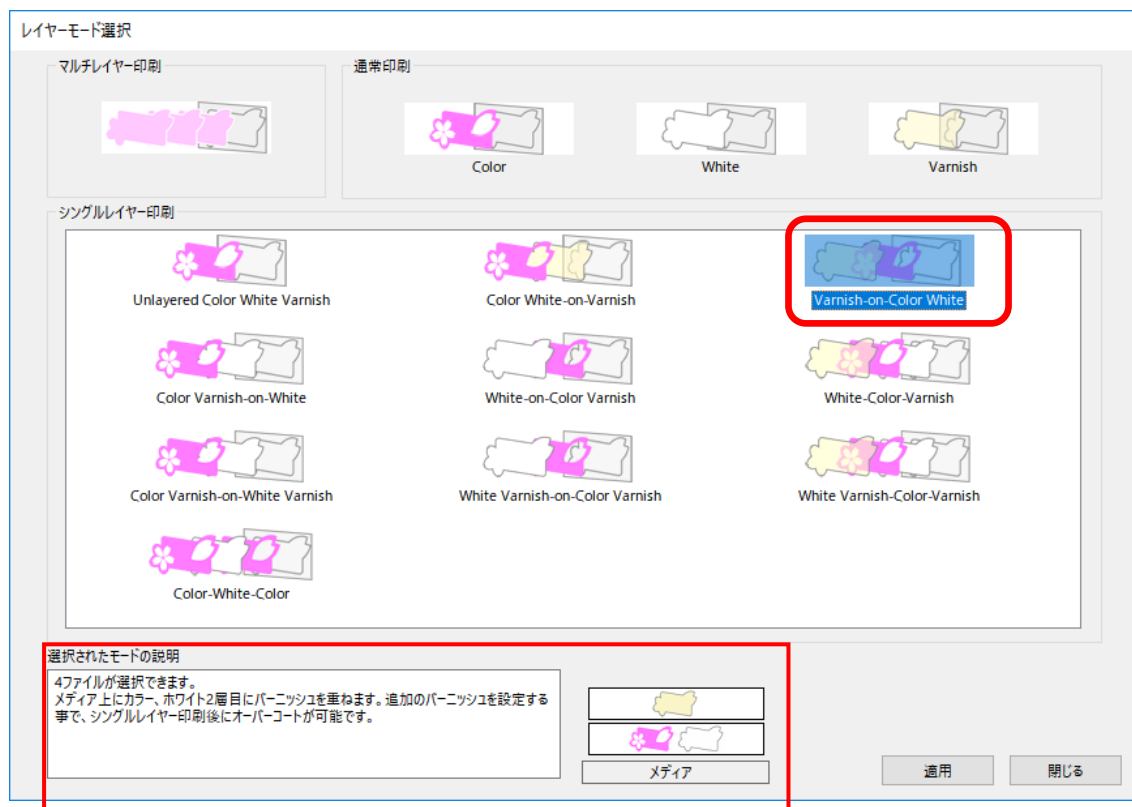 レイヤーモード選択
マルチレイヤー印刷
通常印刷
Color
White
Varnish
シングルレイヤー印刷
Unlayered Color White Varnish
Color White-on-Varnish
Varnish-on-Color White
Color Varnish-on-White
White-on-Color Varnish
White-Color-Varnish
Color Varnish-on-White Varnish
White Varnish-on-Color Varnish
White Varnish-Color-Varnish
Color-White-Color
選択されたモードの説明
4ファイルが選択できます。
メディア上にカラー、ホワイト2層目にバーニッシュを重ねます。追加のバーニッシュを設定する
事で、シングルレイヤー印刷後にオーバーコートが可能です。
メディア
適用
閉じる